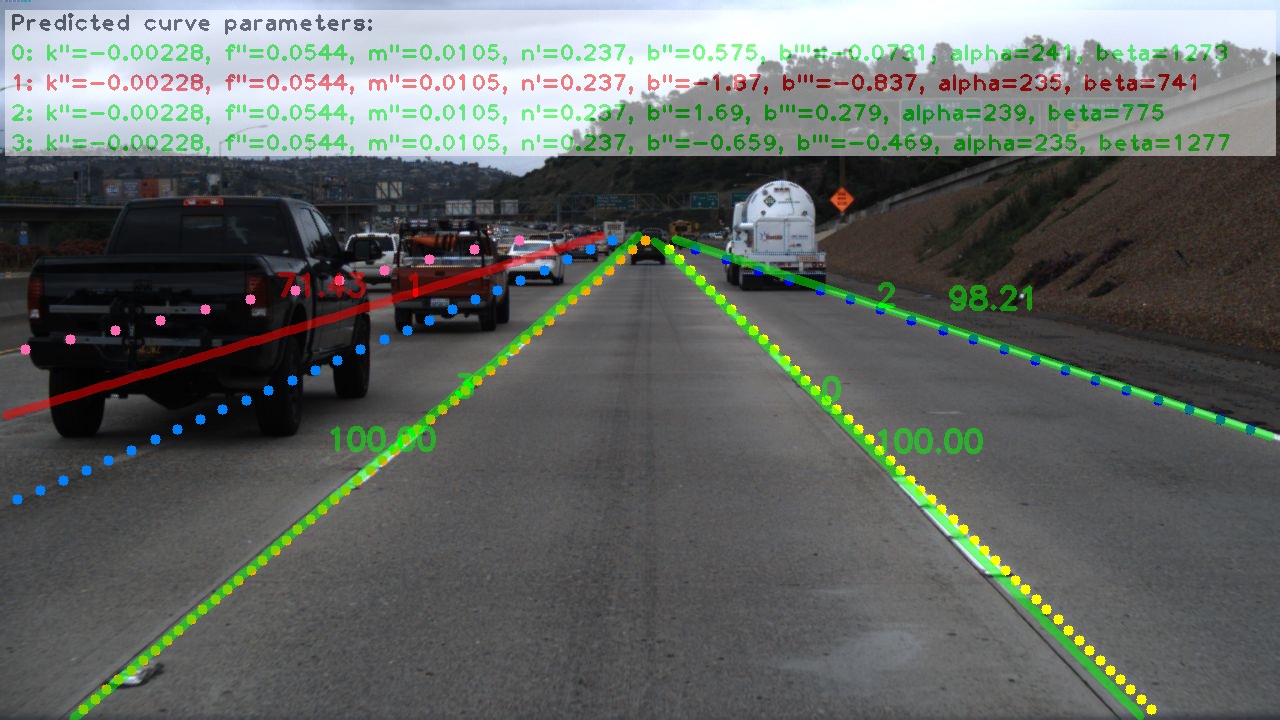 Predicted curve parameters:
0: k''=-0.00228, f''=0.0544, m''=0.0105, n'=0.237, b''=0.575, b'''=-0.0731, alpha=241, beta=1273
1: k''=-0.00228, f''=0.0544, m''=0.0105, n'=0.237, b''=-1.87, b'''=-0.837, alpha=235, beta=741
2: k''=-0.00228, f''=0.0544, m''=0.0105, n'=0.237, b''=1.69, b'''=0.279, alpha=239, beta=775
3: k''=-0.00228, f''=0.0544, m''=0.0105, n'=0.237, b''=-0.659, b'''=-0.469, alpha=235, beta=1277
1
2 98.21
3
0
100.00
100.00